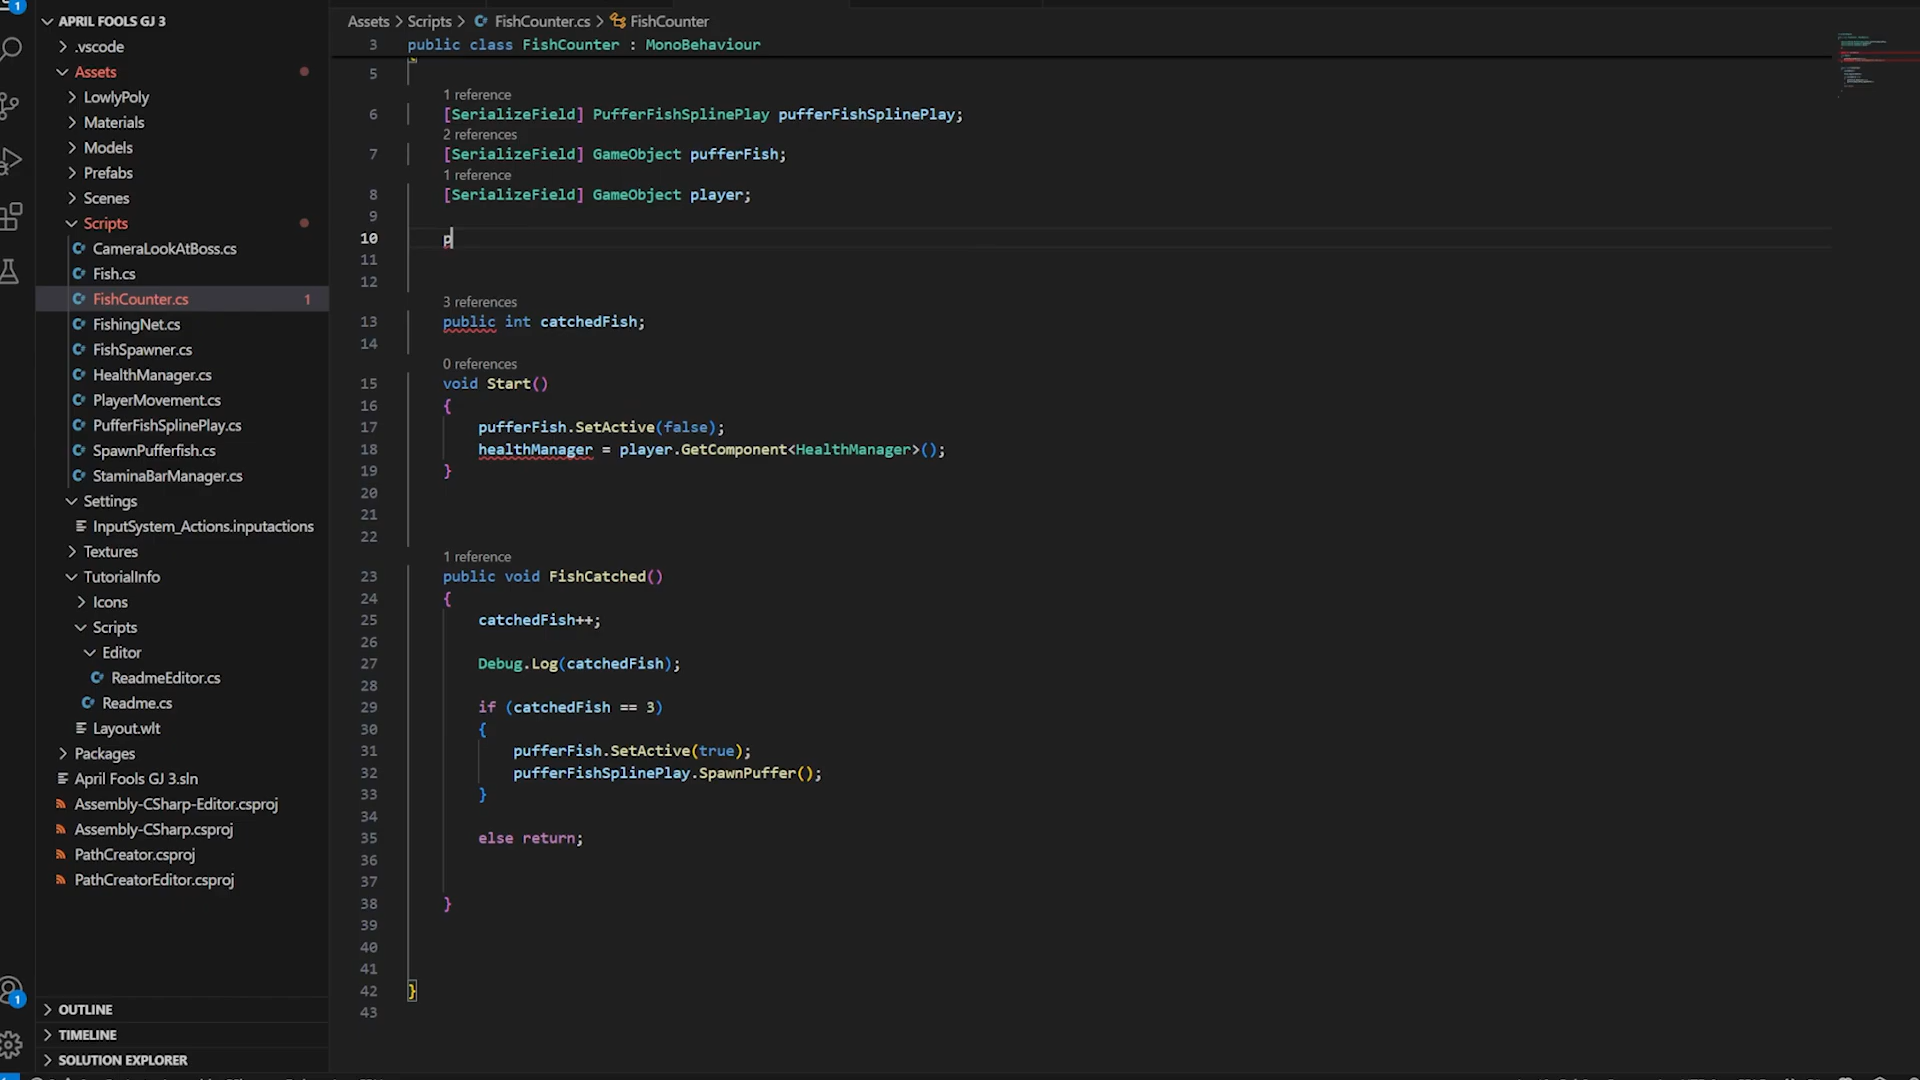 1
APRIL FOOLS GJ 3
.vscode
Assets
LowlyPoly
Materials
Models
Prefabs
Scenes
Scripts
CameraLookAtBoss.cs
Fish.cs
FishCounter.cs 1
FishingNet.cs
FishSpawner.cs
HealthManager.cs
PlayerMovement.cs
PufferFishSplinePlay.cs
SpawnPufferfish.cs
StaminaBarManager.cs
Settings
InputSystem_Actions.inputactions
Textures
TutorialInfo
Icons
Scripts
Editor
ReadmeEditor.cs
Readme.cs
Layout.wlt
Packages
April Fools GJ 3.sln
Assembly-CSharp-Editor.csproj
Assembly-CSharp.csproj
PathCreator.csproj
PathCreatorEditor.csproj
1
OUTLINE
TIMELINE
SOLUTION EXPLORER
Assets > Scripts > FishCounter.cs > FishCounter
3 public class FishCounter : MonoBehaviour
5
1 reference
6 [SerializeField] PufferFishSplinePlay pufferFishSplinePlay;
2 references
7 [SerializeField] GameObject pufferFish;
1 reference
8 [SerializeField] GameObject player;
9
10 p
11
12
3 references
13 public int catchedFish;
14
0 references
15 void Start()
16 {
17 pufferFish.SetActive(false);
18 healthManager = player.GetComponent<HealthManager>();
19 }
20
21
22
1 reference
23 public void FishCatched()
24 {
25 catchedFish++;
26
27 Debug.Log(catchedFish);
28
29 if (catchedFish == 3)
30 {
31 pufferFish.SetActive(true);
32 pufferFishSplinePlay.SpawnPuffer();
33 }
34
35 else return;
36
37
38 }
39
40
41
42 }
43